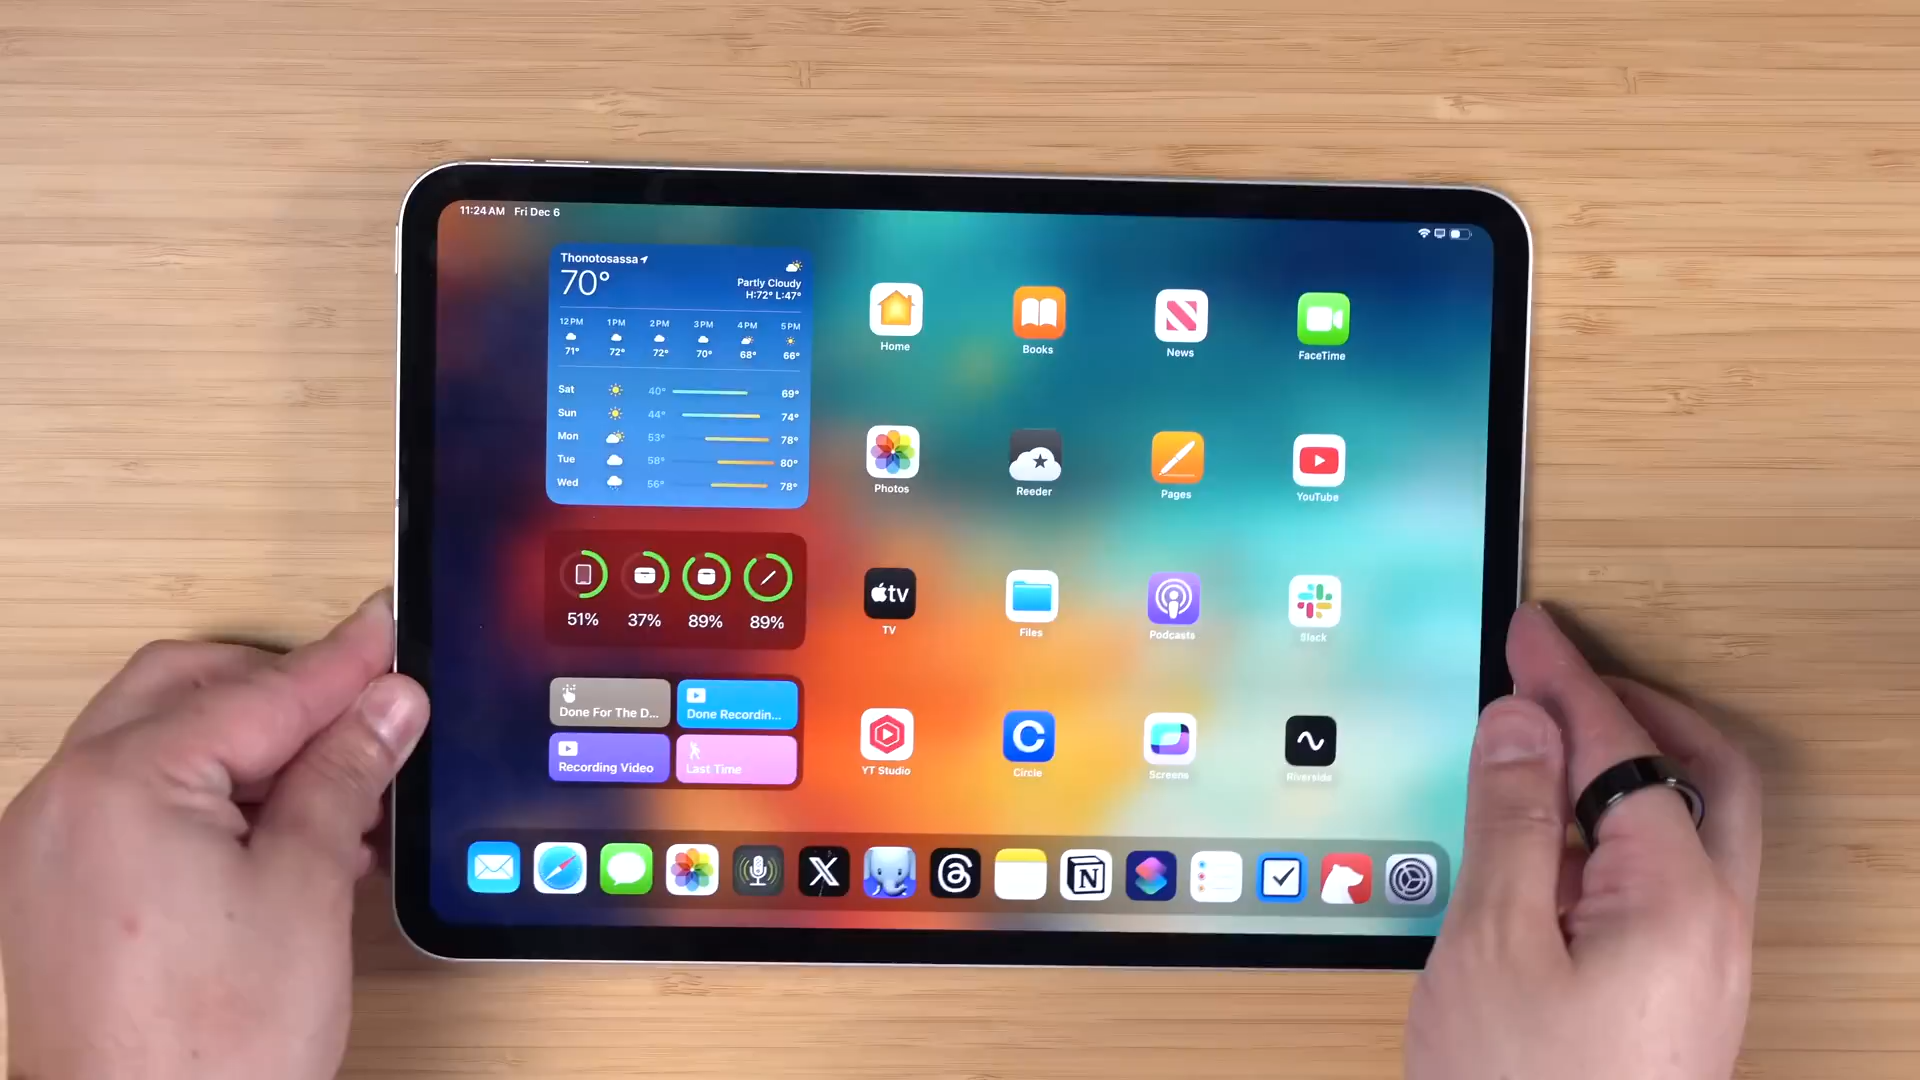 11:24 AM Fri Dec 6
Thonotosassa
70°
Partly Cloudy
H:72° L:47°
12 PM 1 PM 2 PM 3 PM 4 PM 5 PM
71° 72° 72° 70° 68° 66°
Sat 40° 69°
Sun 44° 74°
Mon 53° 78°
Tue 58° 80°
Wed 56° 78°
51% 37% 89% 89%
Done For The D...
Done Recordin...
Recording Video
Last Time
Home Books News FaceTime
Photos Reeder Pages YouTube
tv
TV Files Podcasts Slack
C
YT Studio Circle Screens Riverside
X
N